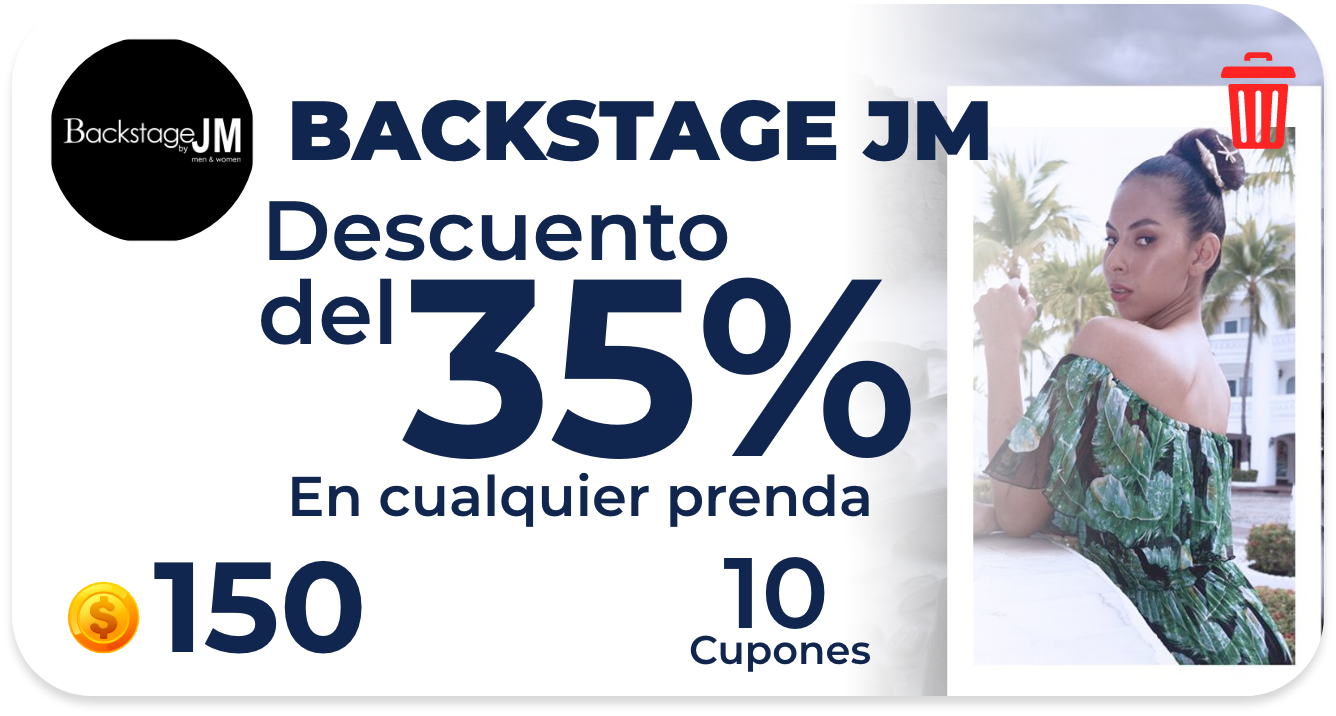 Backstage
by JM
men & women
BACKSTAGE JM
Descuento
del 35%
En cualquier prenda
$ 150
10
Cupones